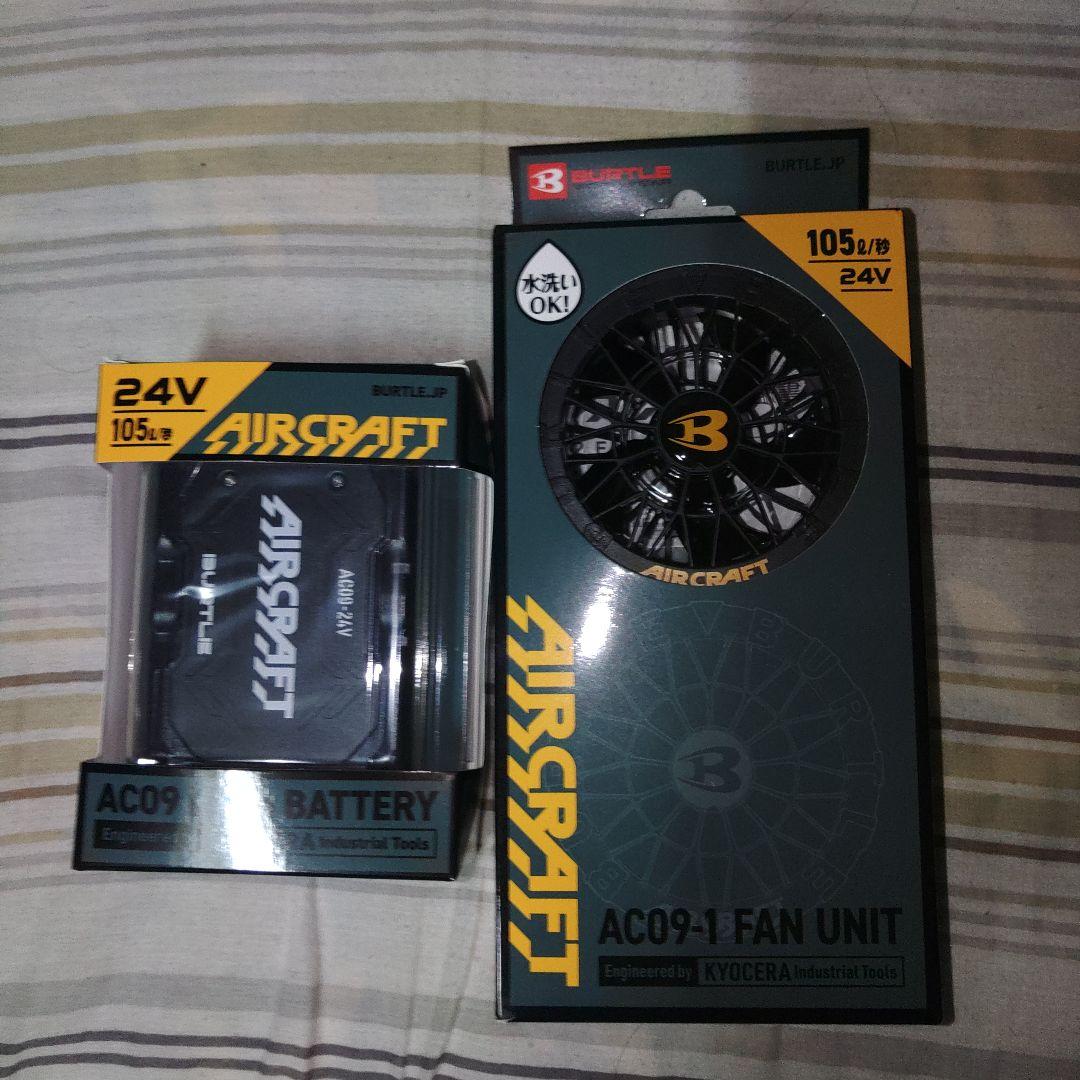 24V
105ℓ/秒
BURTLE.JP
AIRCRAFT
AIRCRAFT
BURTLE
AC09-24V
AC09
BATTERY
Engineered
Industrial Tools
BURTLE
BURTLE.JP
水洗い
OK!
105ℓ/秒
24V
B
AIRCRAFT
AIRCRAFT
AC09-1 FAN UNIT
Engineered by KYOCERA Industrial Tools